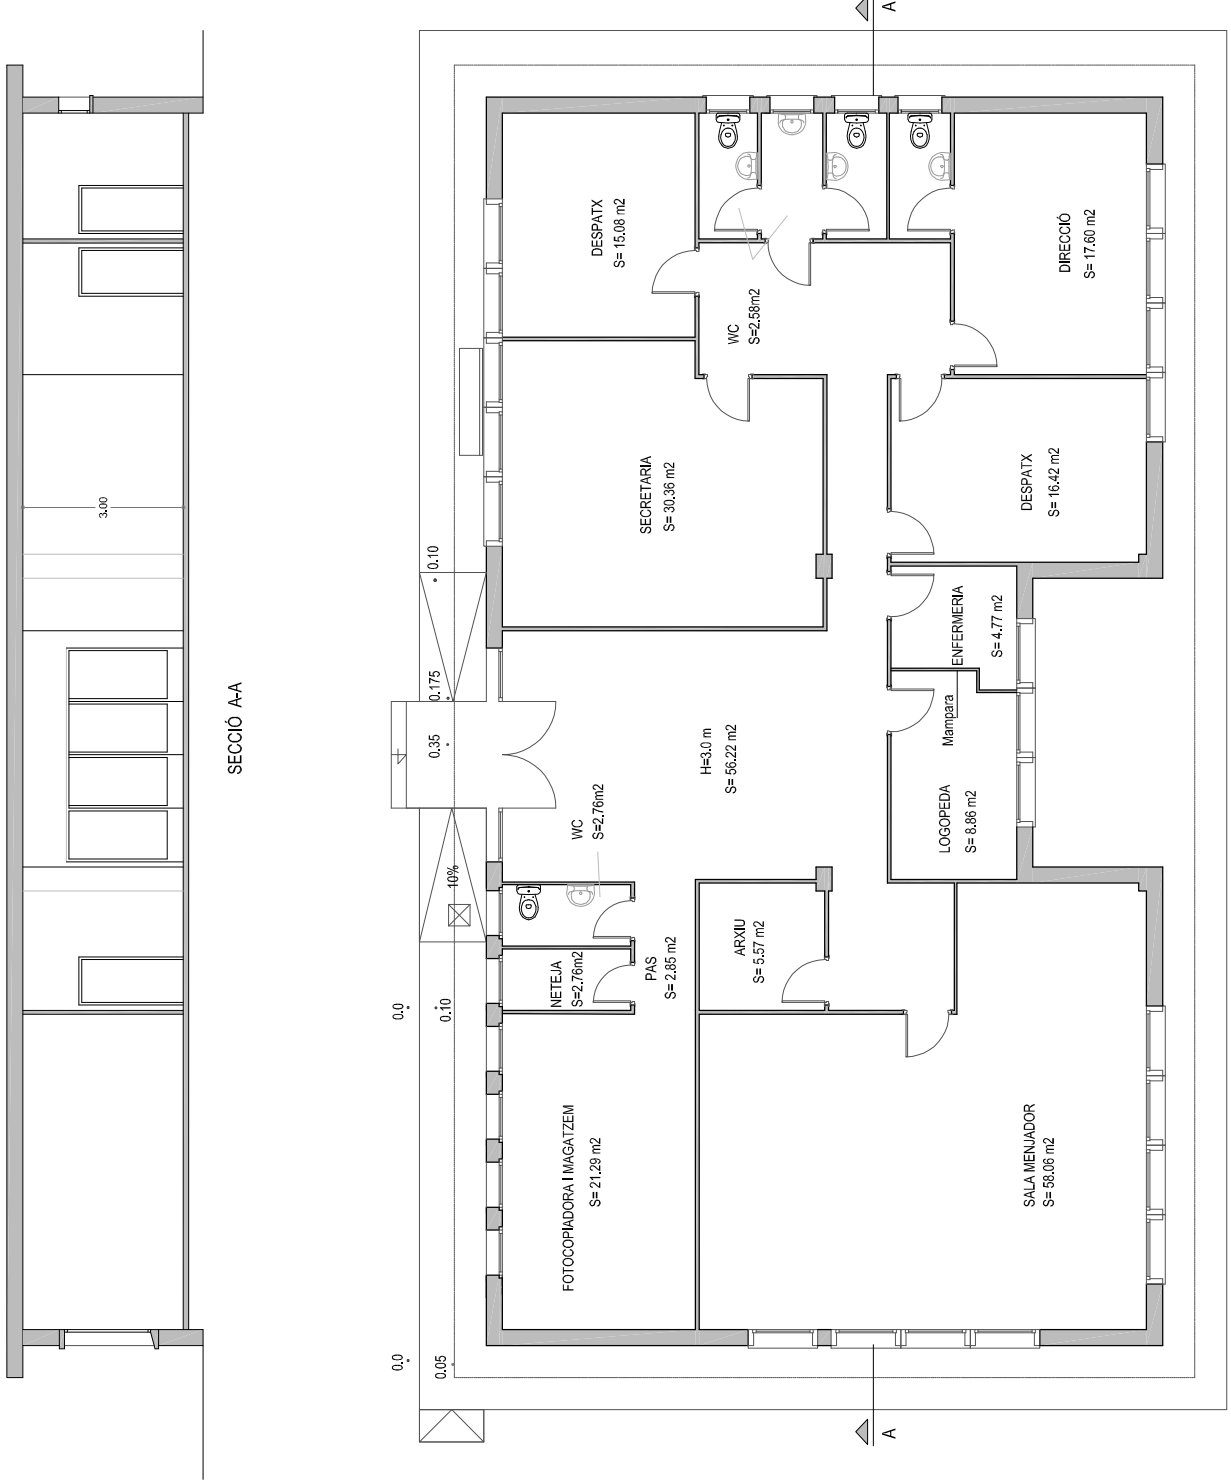 SECCIÓ A-A
3.00
A
DESPATX
S= 15.08 m2
WC
S=2.58m2
DIRECCIÓ
S= 17.60 m2
SECRETARIA
S= 30.36 m2
DESPATX
S= 16.42 m2
ENFERMERIA
S= 4.77 m2
Mampara
LOGOPEDA
S= 8.86 m2
H=3.0 m
S= 56.22 m2
WC
S=2.76m2
NETEJA
S=2.76m2
PAS
S= 2.85 m2
ARXIU
S= 5.57 m2
FOTOCOPIADORA I MAGATZEM
S= 21.29 m2
SALA MENJADOR
S= 58.06 m2
0.10
0.175
0.35
10%
0.0
0.10
0.0
0.05
A